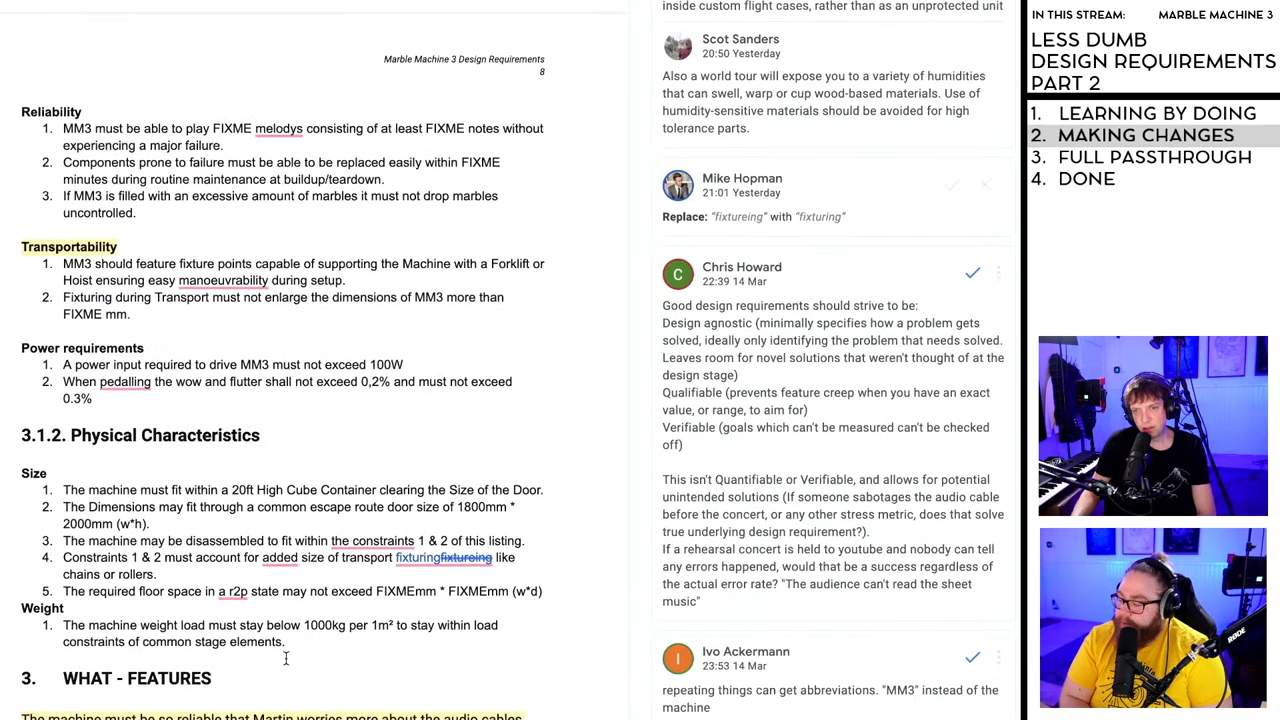 Marble Machine 3 Design Requirements
8
Reliability
1. MM3 must be able to play FIXME melodys consisting of at least FIXME notes without
experiencing a major failure.
2. Components prone to failure must be able to be replaced easily within FIXME
minutes during routine maintenance at buildup/teardown.
3. If MM3 is filled with an excessive amount of marbles it must not drop marbles
uncontrolled.
Transportability
1. MM3 should feature fixture points capable of supporting the Machine with a Forklift or
Hoist ensuring easy manoeuvrability during setup.
2. Fixturing during Transport must not enlarge the dimensions of MM3 more than
FIXME mm.
Power requirements
1. A power input required to drive MM3 must not exceed 100W
2. When pedalling the wow and flutter shall not exceed 0,2% and must not exceed
0.3%
3.1.2. Physical Characteristics
Size
1. The machine must fit within a 20ft High Cube Container clearing the Size of the Door.
2. The Dimensions may fit through a common escape route door size of 1800mm *
2000mm (w*h).
3. The machine may be disassembled to fit within the constraints 1 & 2 of this listing.
4. Constraints 1 & 2 must account for added size of transport fixturingfixtureing like
chains or rollers.
5. The required floor space in a r2p state may not exceed FIXMEmm * FIXMEmm (w*d)
Weight
1. The machine weight load must stay below 1000kg per 1m² to stay within load
constraints of common stage elements.
3. WHAT - FEATURES
The machine must be so reliable that Martin worries more about the audio cables
inside custom flight cases, rather than as an unprotected unit
Scot Sanders
20:50 Yesterday
Also a world tour will expose you to a variety of humidities
that can swell, warp or cup wood-based materials. Use of
humidity-sensitive materials should be avoided for high
tolerance parts.
Mike Hopman
21:01 Yesterday
Replace: “fixtureing” with “fixturing”
C
Chris Howard
22:39 14 Mar
Good design requirements should strive to be:
Design agnostic (minimally specifies how a problem gets
solved, ideally only identifying the problem that needs solved.
Leaves room for novel solutions that weren't thought of at the
design stage)
Qualifiable (prevents feature creep when you have an exact
value, or range, to aim for)
Verifiable (goals which can't be measured can't be checked
off)
This isn't Quantifiable or Verifiable, and allows for potential
unintended solutions (If someone sabotages the audio cable
before the concert, or any other stress metric, does that solve
true underlying design requirement?).
If a rehearsal concert is held to youtube and nobody can tell
any errors happened, would that be a success regardless of
the actual error rate? "The audience can't read the sheet
music"
I
Ivo Ackermann
23:53 14 Mar
repeating things can get abbreviations. "MM3" instead of the
machine
IN THIS STREAM: MARBLE MACHINE 3
LESS DUMB
DESIGN REQUIREMENTS
PART 2
1. LEARNING BY DOING
2. MAKING CHANGES
3. FULL PASSTHROUGH
4. DONE
RODE